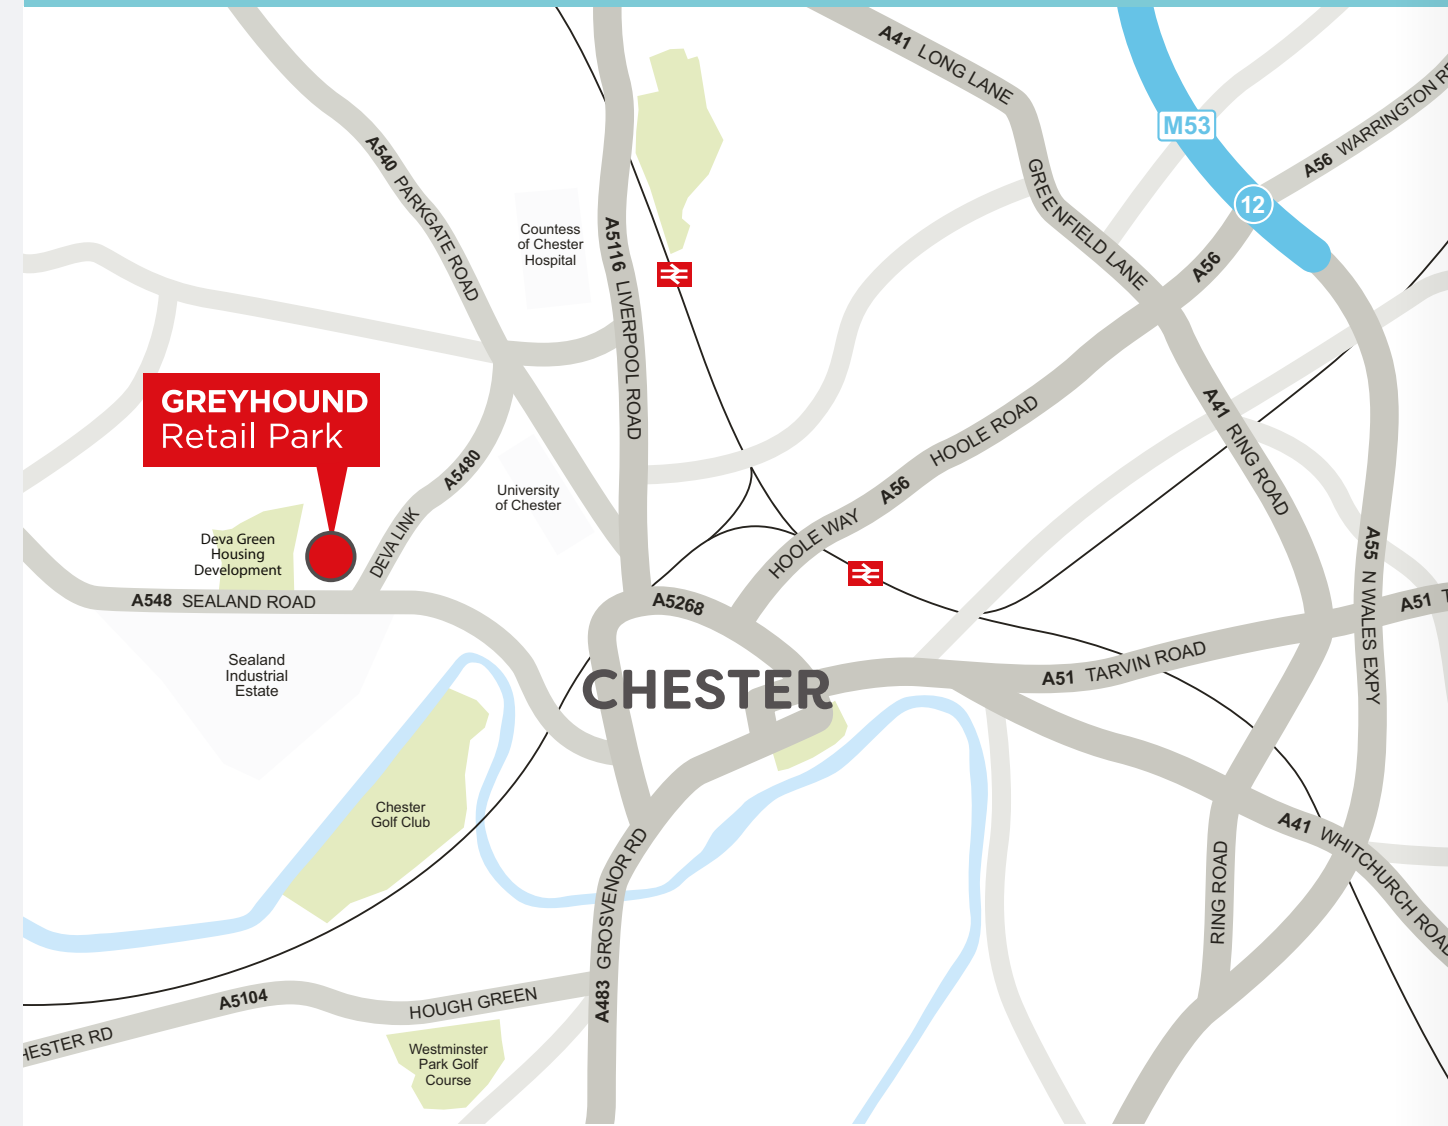 A41 LONG LANE
M53
A56 WARRINGTON
12
A540 PARKGATE ROAD
GREENFIELD LANE
Countess
of Chester
Hospital
A5116 LIVERPOOL ROAD
A56
GREYHOUND
Retail Park
A41 RING ROAD
HOOLE ROAD
A56
HOOLE WAY
A5480
DEVA LINK
University
of Chester
Deva Green
Housing
Development
A548 SEALAND ROAD
A5268
A55 N WALES EXPY
A51
Sealand
Industrial
Estate
CHESTER
A51 TARVIN ROAD
Chester
Golf Club
A41 WHITCHURCH ROA
RING ROAD
A483 GROSVENOR RD
A5104
HOUGH GREEN
HESTER RD
Westminster
Park Golf
Course